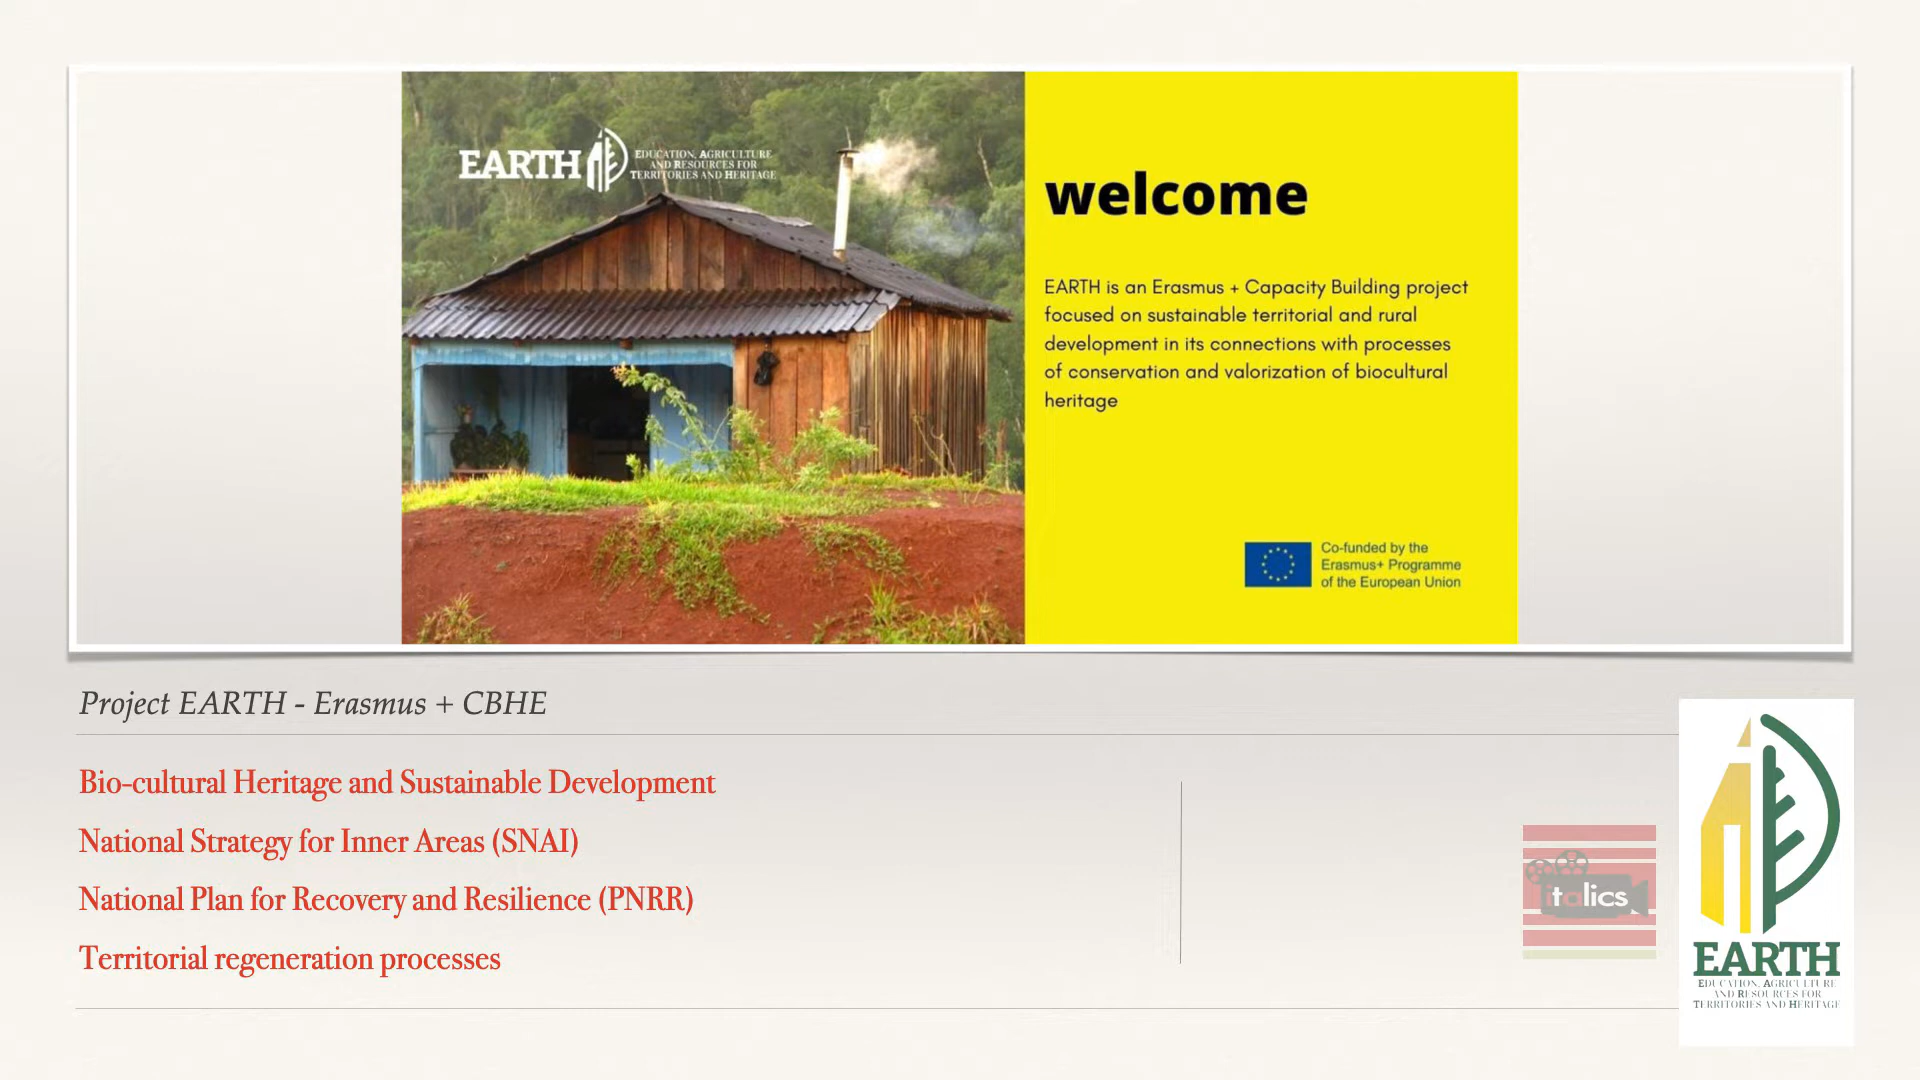 EARTH
EDUCATION, AGRICULTURE
AND RESOURCES FOR
TERRITORIES AND HERITAGE
welcome
EARTH is an Erasmus + Capacity Building project
focused on sustainable territorial and rural
development in its connections with processes
of conservation and valorization of biocultural
heritage
Co-funded by the
Erasmus+ Programme
of the European Union
Project EARTH - Erasmus + CBHE
Bio-cultural Heritage and Sustainable Development
National Strategy for Inner Areas (SNAI)
National Plan for Recovery and Resilience (PNRR)
Territorial regeneration processes
italics
EARTH
EDUCATION, AGRICULTURE
AND RESOURCES FOR
TERRITORIES AND HERITAGE